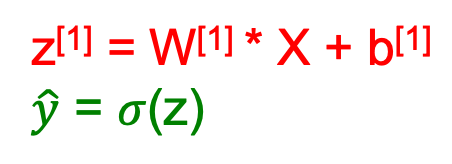 z[1] = W[1] * X + b[1]
ŷ = σ(z)